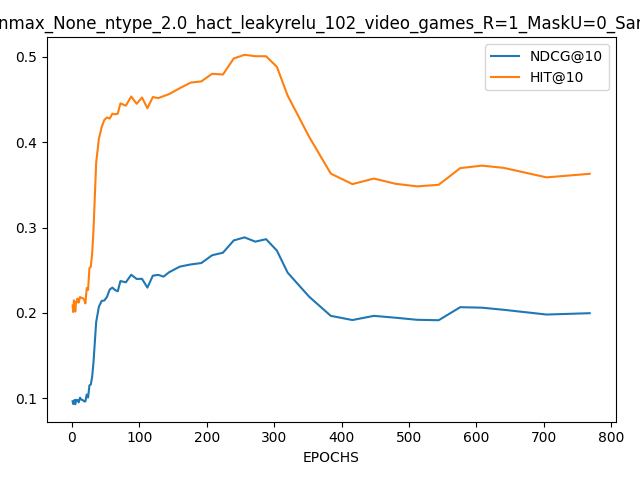 nmax_None_ntype_2.0_hact_leakyrelu_102_video_games_R=1_MaskU=0_Sar
NDCG@10
HIT@10
0.5
0.4
0.3
0.2
0.1
0 100 200 300 400 500 600 700 800
EPOCHS